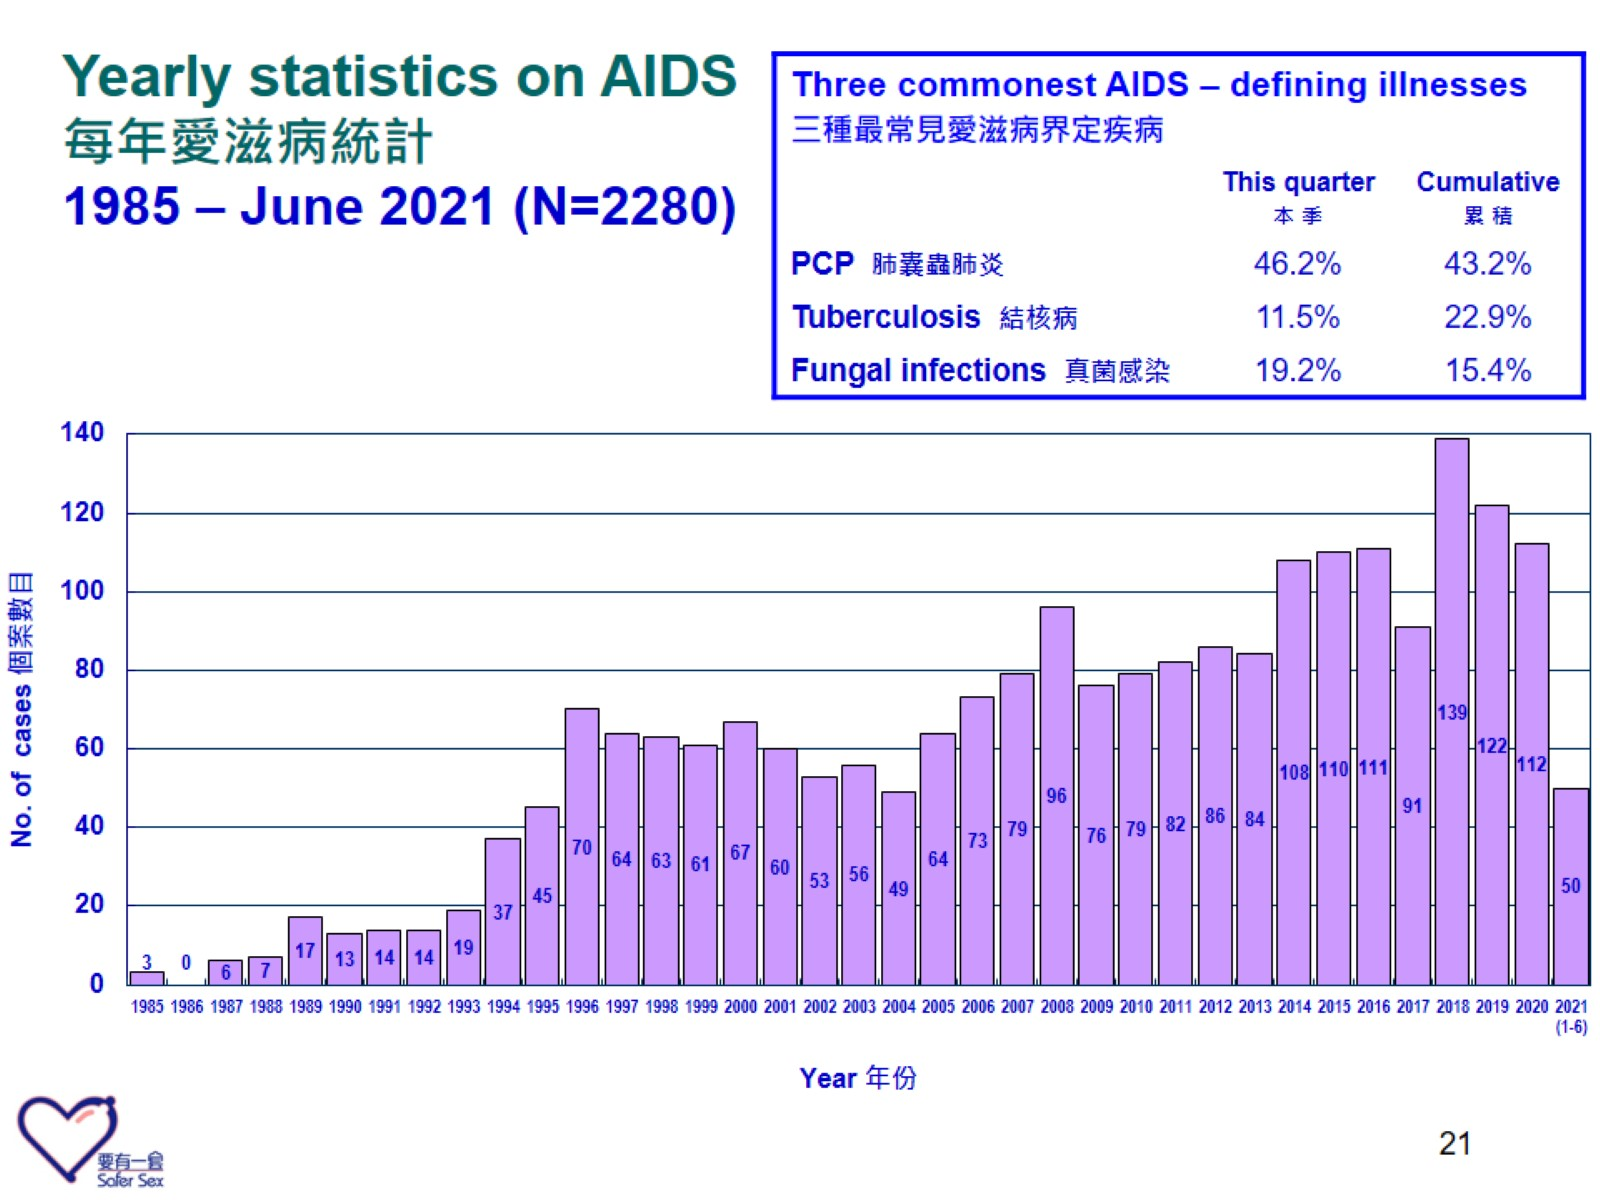 Yearly statistics on AIDS
每年愛滋病統計
1985 – June 2021 (N=2280)
Three commonest AIDS – defining illnesses
三種最常見愛滋病界定疾病
This quarter Cumulative
本季 累積
PCP 肺囊蟲肺炎 46.2% 43.2%
Tuberculosis 結核病 11.5% 22.9%
Fungal infections 真菌感染 19.2% 15.4%
No. of cases 個案數目
140
120
100
80
60
40
20
0
3 0 6 7 17 13 14 14 19 37 45 70 64 63 61 67 60 53 56 49 64 73 79 96 76 79 82 86 84 108 110 111 91 139 122 112 50
1985 1986 1987 1988 1989 1990 1991 1992 1993 1994 1995 1996 1997 1998 1999 2000 2001 2002 2003 2004 2005 2006 2007 2008 2009 2010 2011 2012 2013 2014 2015 2016 2017 2018 2019 2020 2021
(1-6)
Year 年份
要有一套
Safer Sex
21